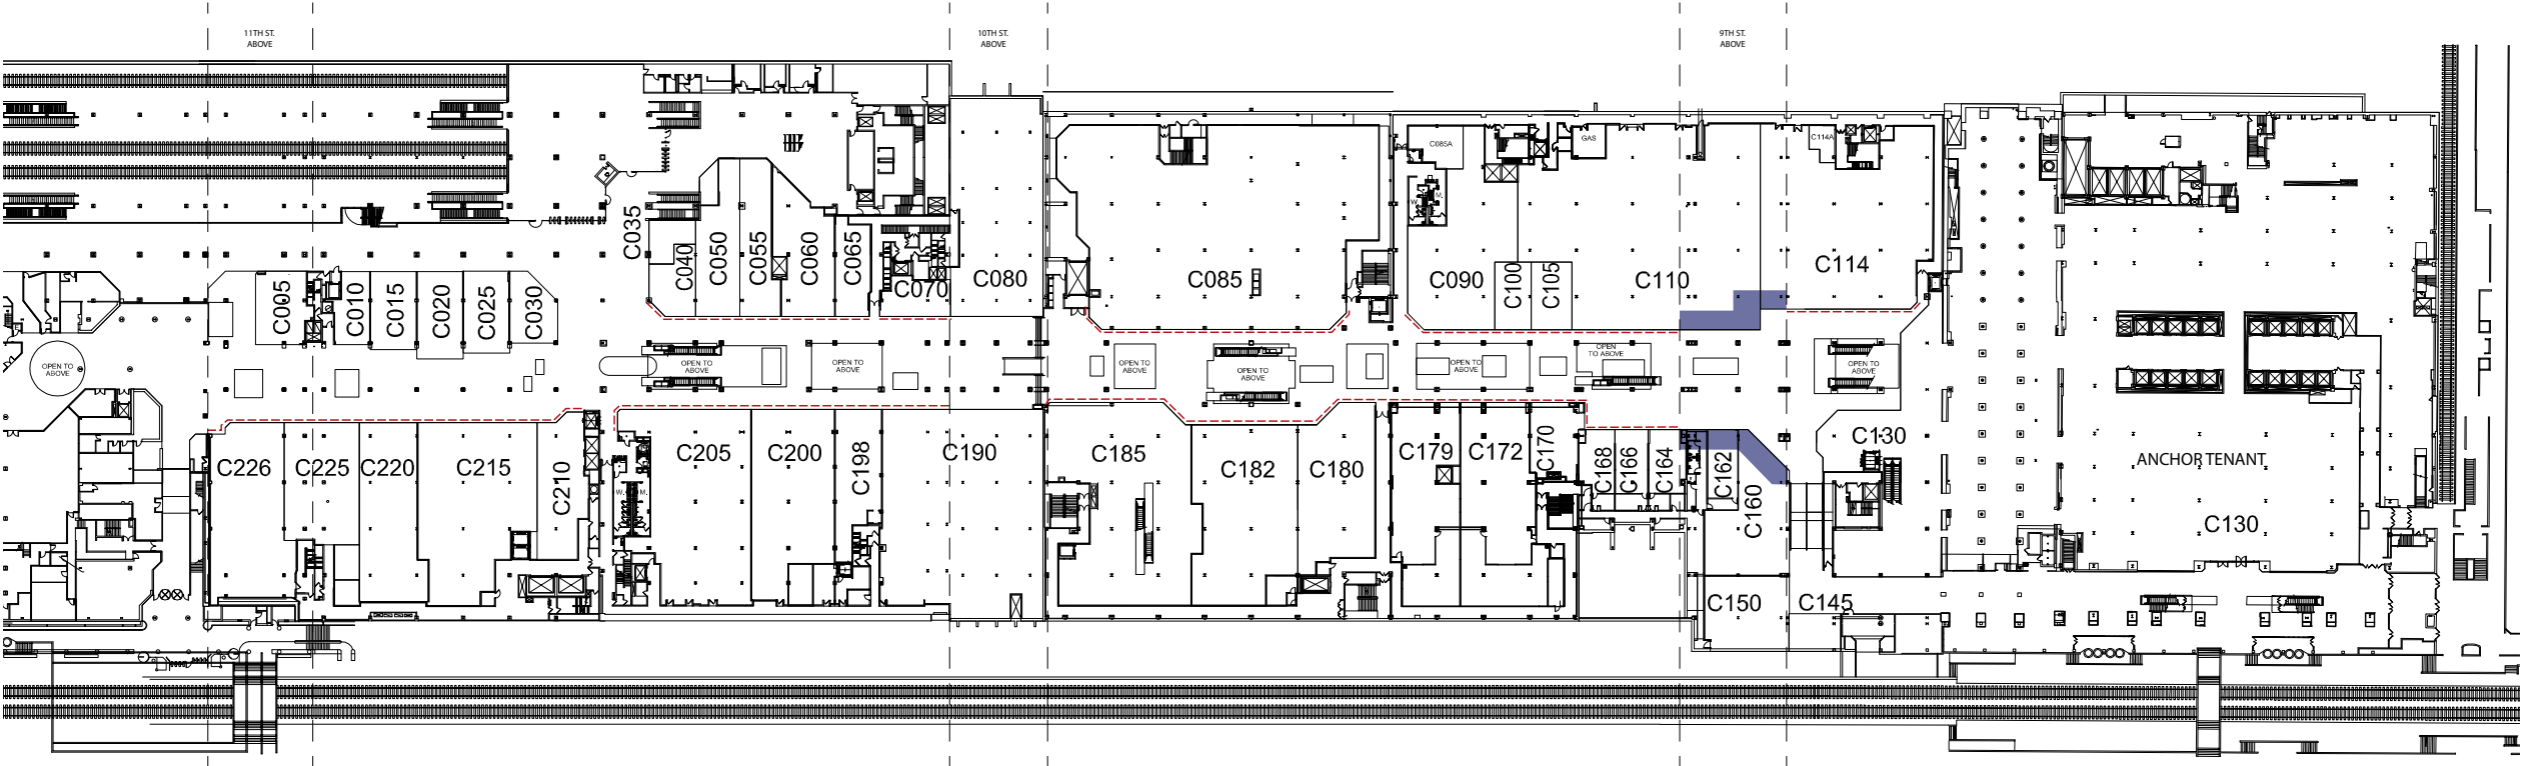 11TH ST.
ABOVE
10TH ST.
ABOVE
9TH ST.
ABOVE
C085A
GAS
C114A
C035
C040
C050
C055
C060
C065
C070
C080
C085
C090
C100
C105
C110
C114
C005
C010
C015
C020
C025
C030
OPEN TO
ABOVE
OPEN TO
ABOVE
OPEN TO
ABOVE
OPEN TO
ABOVE
OPEN TO
ABOVE
OPEN TO
ABOVE
OPEN
TO ABOVE
OPEN TO
ABOVE
C226
C225
C220
C215
C210
W.
M.
C205
C200
C198
C190
C185
C182
C180
C179
C172
C170
C168
C166
C164
C162
C160
C150
C145
C130
ANCHOR TENANT
C130